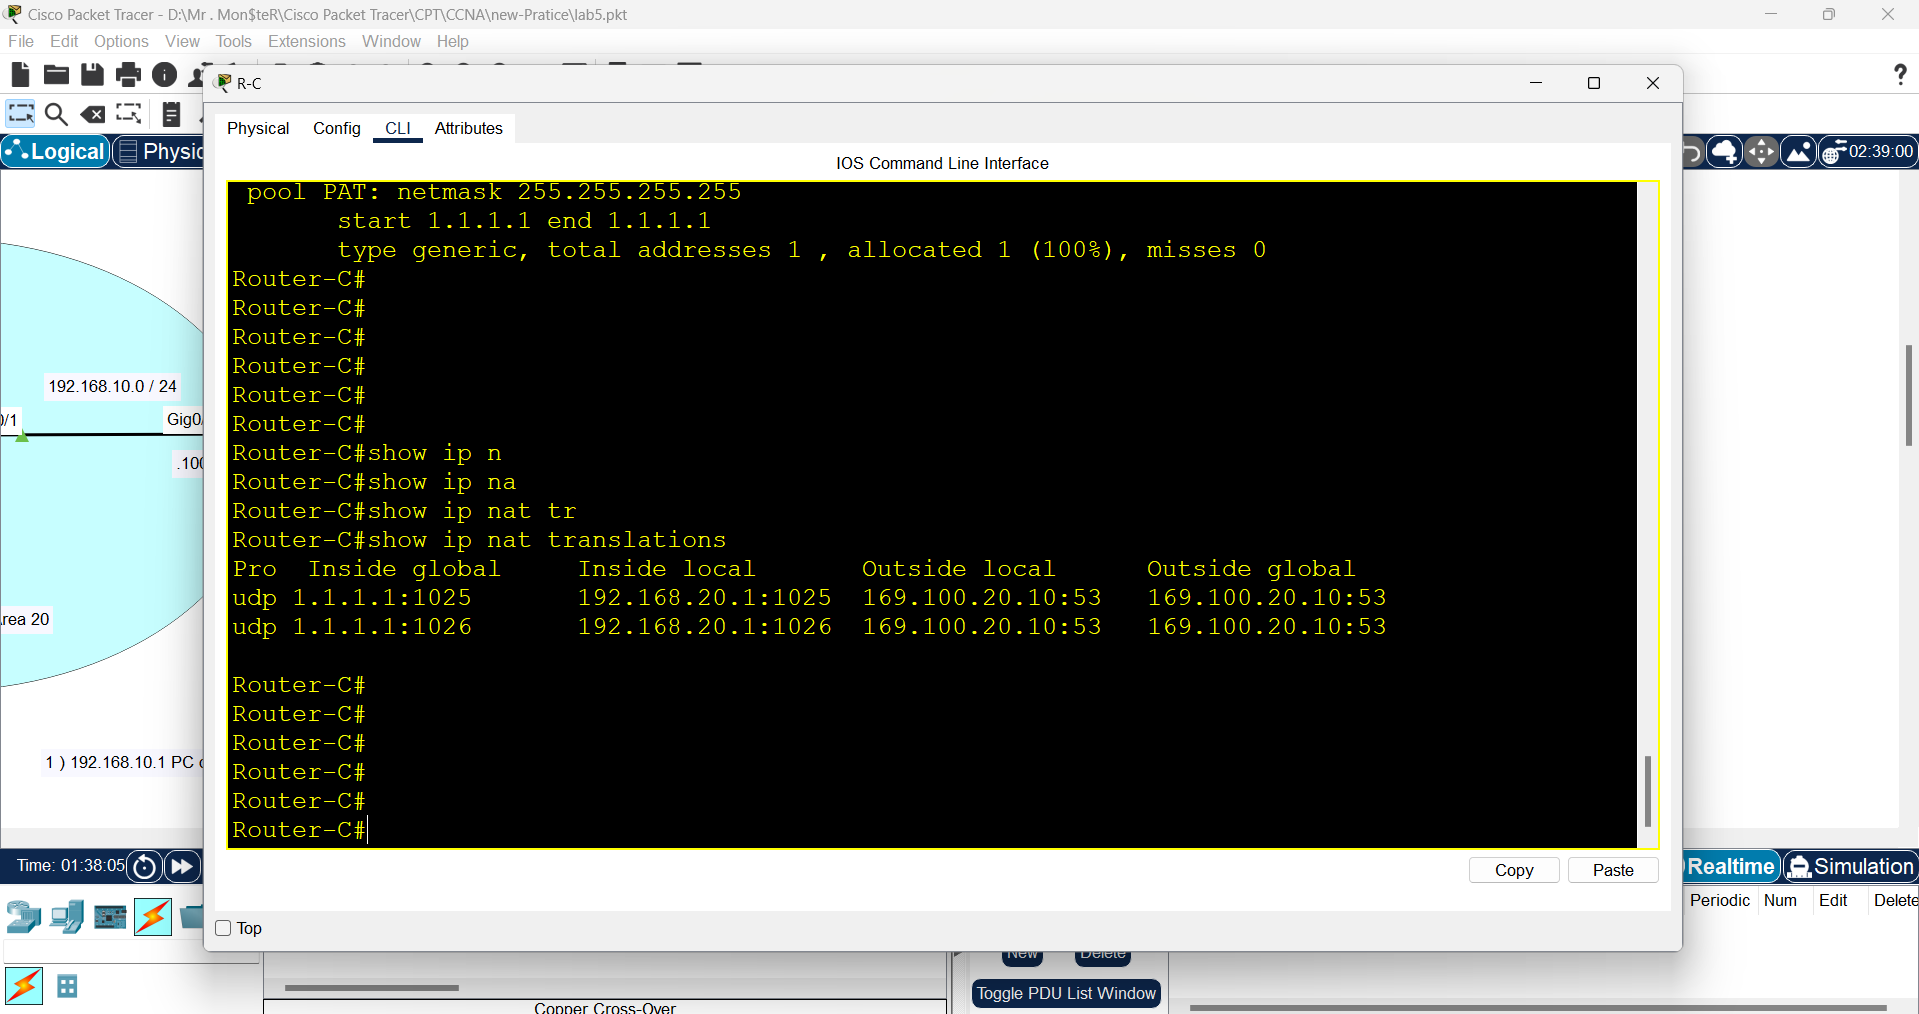 Cisco Packet Tracer - D:\Mr . Mon$teR\Cisco Packet Tracer\CPT\CCNA\new-Pratice\lab5.pkt
File Edit Options View Tools Extensions Window Help
R-C
Physical Config CLI Attributes
Logical
IOS Command Line Interface
02:39:00
pool PAT: netmask 255.255.255.255
start 1.1.1.1 end 1.1.1.1
type generic, total addresses 1 , allocated 1 (100%), misses 0
Router-C#
Router-C#
Router-C#
Router-C#
Router-C#
Router-C#
Router-C#show ip n
Router-C#show ip na
Router-C#show ip nat tr
Router-C#show ip nat translations
Pro Inside global Inside local Outside local Outside global
udp 1.1.1.1:1025 192.168.20.1:1025 169.100.20.10:53 169.100.20.10:53
udp 1.1.1.1:1026 192.168.20.1:1026 169.100.20.10:53 169.100.20.10:53
Router-C#
Router-C#
Router-C#
Router-C#
Router-C#
Router-C#
192.168.10.0 / 24
0/1
Gig0/
.100
rea 20
1 ) 192.168.10.1 PC
Copy Paste
Top
Time: 01:38:05
Realtime Simulation
Periodic Num Edit Delete
New Delete
Toggle PDU List Window
Copper Cross-Over